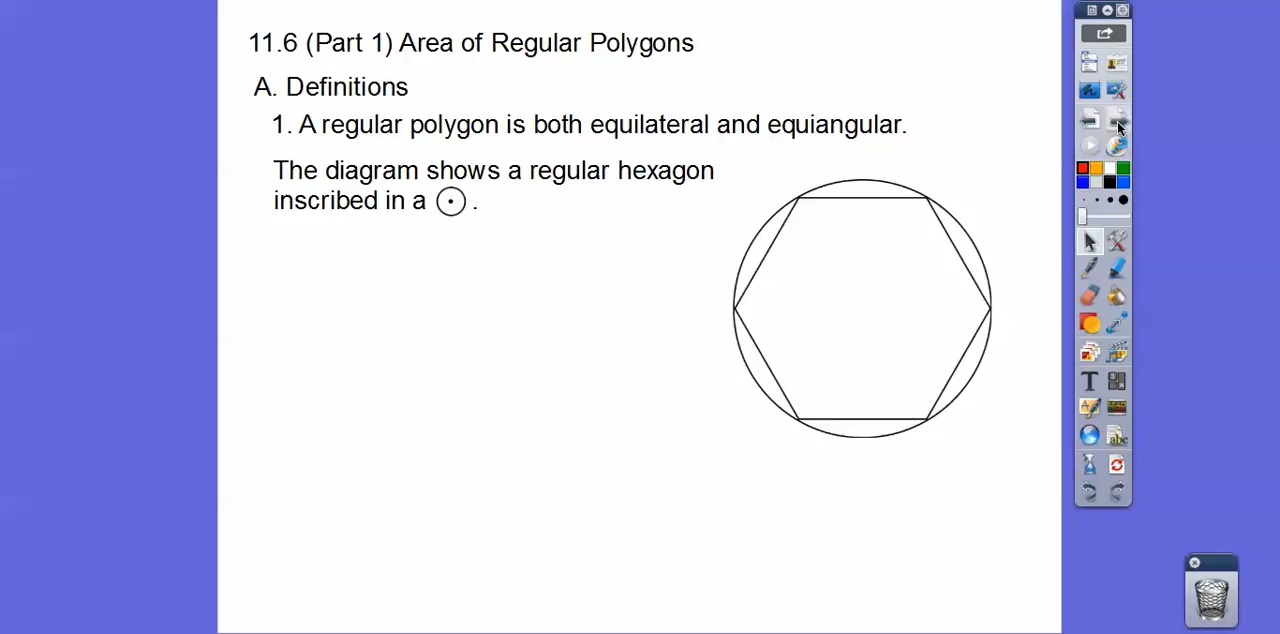 11.6 (Part 1) Area of Regular Polygons
A. Definitions
1. A regular polygon is both equilateral and equiangular.
The diagram shows a regular hexagon
inscribed in a ⊙ .